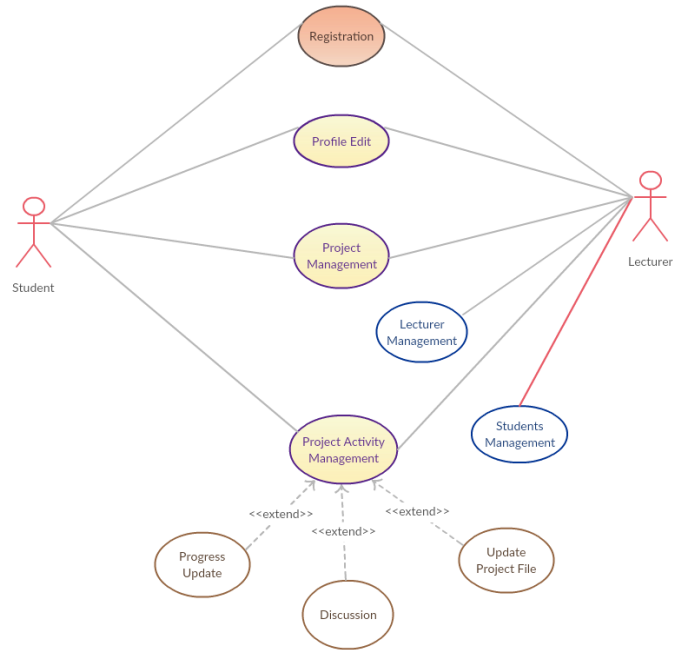 Registration
Profile Edit
Project
Management
Student
Lecturer
Lecturer
Management
Project Activity
Management
Students
Management
<<extend>>
<<extend>>
<<extend>>
Progress
Update
Discussion
Update
Project File